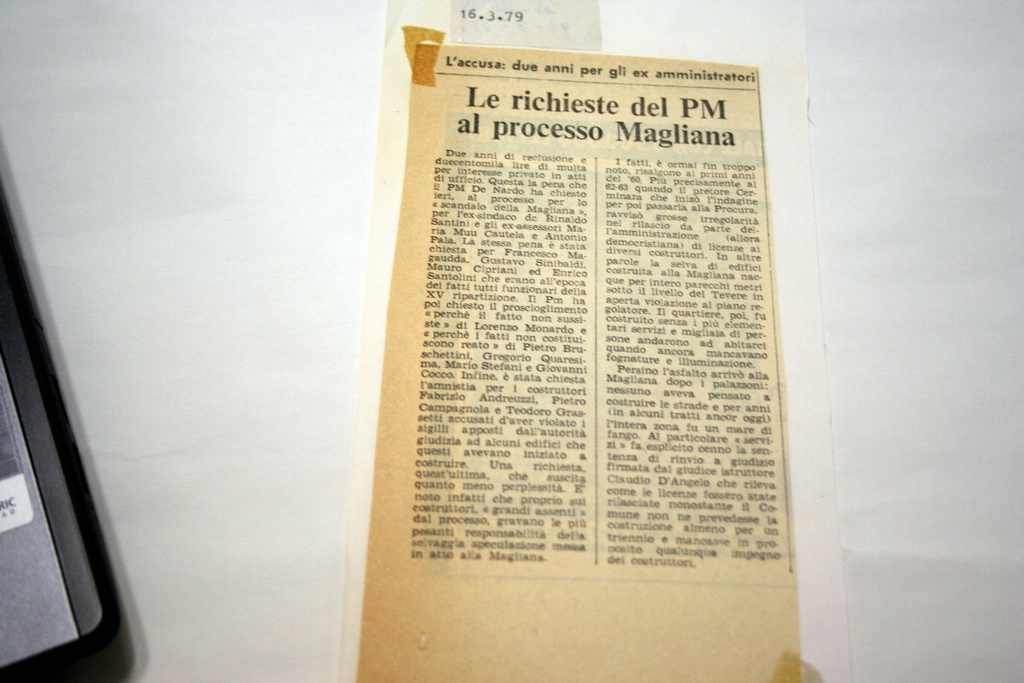 16.3.79
L'accusa: due anni per gli ex amministratori
Le richieste del PM
al processo Magliana
Due anni di reclusione e
duecentomila lire di multa
per interesse privato in atti
di ufficio. Questa la pena che
il PM De Nardo ha chiesto
ieri, al processo per lo
« scandalo della Magliana »,
per l'ex-sindaco dc Rinaldo
Santini e gli ex-assessori Ma-
ria Muu Cautela e Antonio
Pala. La stessa pena è stata
chiesta per Francesco Ma-
gaudda, Gustavo Sinibaldi,
Mauro Cipriani ed Enrico
Santolini che erano all'epoca
dei fatti tutti funzionari della
XV ripartizione. Il Pm ha
poi chiesto il proscioglimento
« perchè il fatto non sussi-
ste » di Lorenzo Monardo e
« perchè i fatti non costitui-
scono reato » di Pietro Bru-
schettini, Gregorio Quaresi-
ma, Mario Stefani e Giovanni
Cocco. Infine, è stata chiesta
l'amnistia per i costruttori
Fabrizio Andreuzzi, Pietro
Campagnola e Teodoro Gras-
setti accusati d'aver violato i
sigilli apposti dall'autorità
giudizia ad alcuni edifici che
questi avevano iniziato a
costruire. Una richiesta,
quest'ultima, che suscita
quanto meno perplessità. E'
noto infatti che proprio sui
costruttori, « grandi assenti »
dal processo, gravano le più
pesanti responsabilità della
selvaggia speculazione messa
in atto alla Magliana.
I fatti, è ormai fin troppo
noto, risalgono ai primi anni
del '60. Più precisamente al
62-63 quando il pretore Cer-
minara che iniziò l'indagine
per poi passarla alla Procura,
ravvisò grosse irregolarità
nel rilascio da parte del-
l'amministrazione (allora
democristiana) di licenze ai
diversi costruttori. In altre
parole la selva di edifici
costruita alla Magliana nac-
que per intero parecchi metri
sotto il livello del Tevere in
aperta violazione al piano re-
golatore. Il quartiere, poi, fu
costruito senza i più elemen-
tari servizi e migliaia di per-
sone andarono ad abitarci
quando ancora mancavano
fognature e illuminazione.
Persino l'asfalto arrivò alla
Magliana dopo i palazzoni:
nessuno aveva pensato a
costruire le strade e per anni
(in alcuni tratti ancor oggi)
l'intera zona fu un mare di
fango. Al particolare « servi-
zi » fa esplicito cenno la sen-
tenza di rinvio a giudizio
firmata dal giudice istruttore
Claudio D'Angelo che rileva
come le licenze fossero state
rilasciate nonostante il Co-
mune non ne prevedesse la
costruzione almeno per un
triennio e mancasse in pro-
posito qualunque impegno
dei costruttori.
RIC